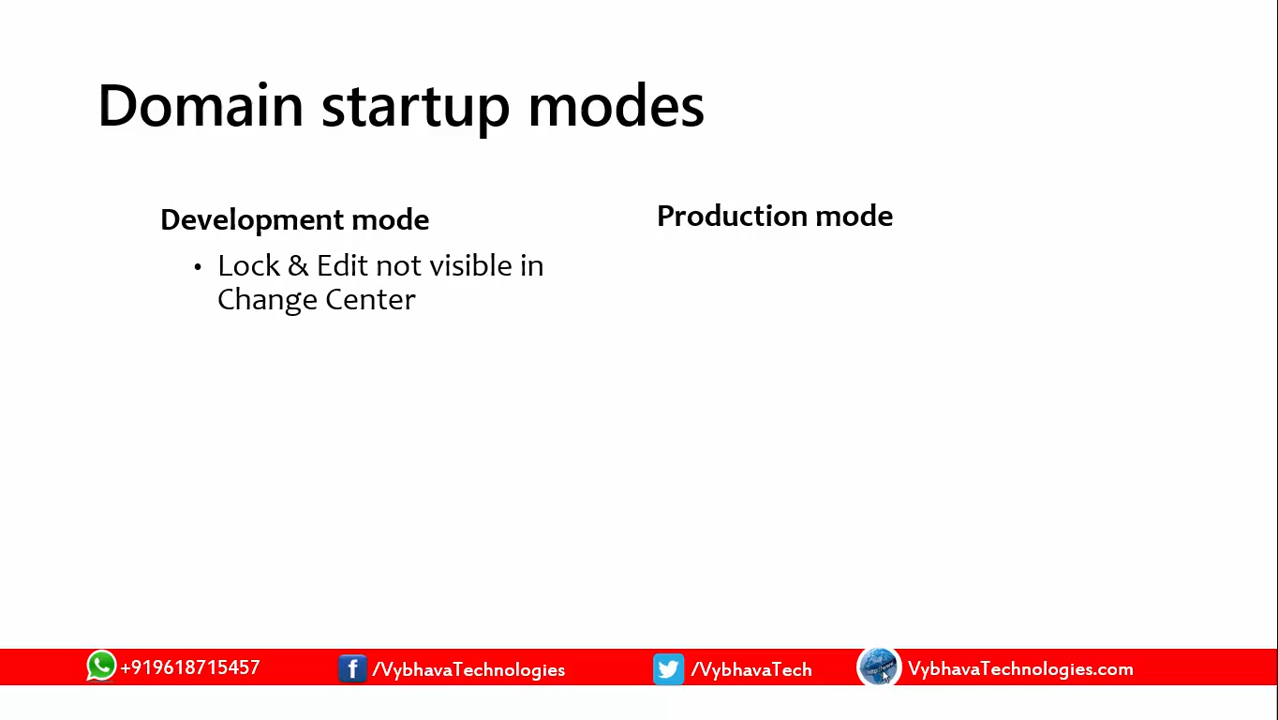 Domain startup modes
Development mode
• Lock & Edit not visible in
Change Center
Production mode
+919618715457
/VybhavaTechnologies
/VybhavaTech
VybhavaTechnologies.com